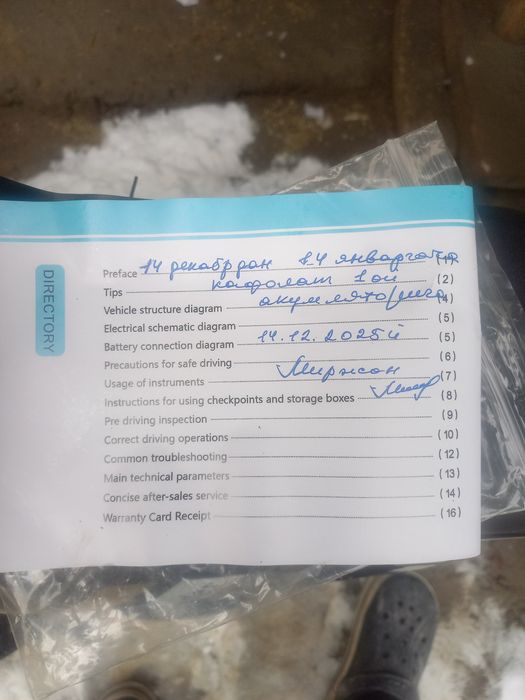 DIRECTORY
14 декабрдан 14 январгача
Preface (1)
кафолат 1 ой
Tips (2)
акумляторига
Vehicle structure diagram (4)
Electrical schematic diagram (5)
14.12.2025й
Battery connection diagram (5)
Precautions for safe driving (6)
Миржон
Usage of instruments (7)
Instructions for using checkpoints and storage boxes (8)
Pre driving inspection (9)
Correct driving operations (10)
Common troubleshooting (12)
Main technical parameters (13)
Concise after-sales service (14)
Warranty Card Receipt (16)